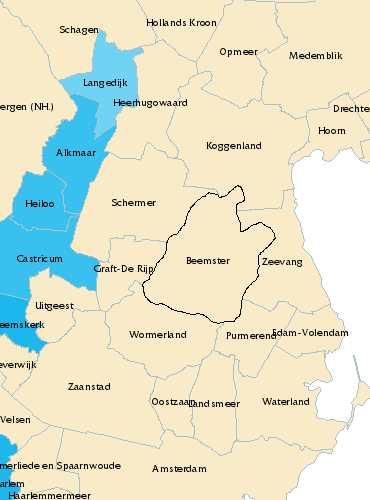 Hollands Kroon
Schagen
Opmeer
Medemblik
Langedijk
Heerhugowaard
ergen (NH.)
Drechte
Hoorn
Koggenland
Alkmaar
Heiloo
Schermer
Castricum
Beemster
Zeevang
Graft-De Rijp
Uitgeest
eemskerk
Wormerland
Purmerend
Edam-Volendam
everwijk
Zaanstad
Oostzaan
Landsmeer
Waterland
Velsen
merliede en Spaarnwoude
Amsterdam
arlem
Haarlemmermeer